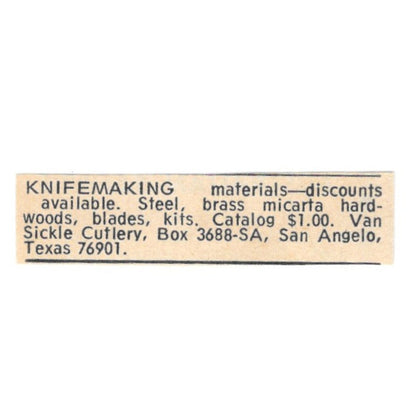 KNIFEMAKING materials—discounts
available. Steel, brass micarta hard-
woods, blades, kits. Catalog $1.00. Van
Sickle Cutlery, Box 3688-SA, San Angelo,
Texas 76901.